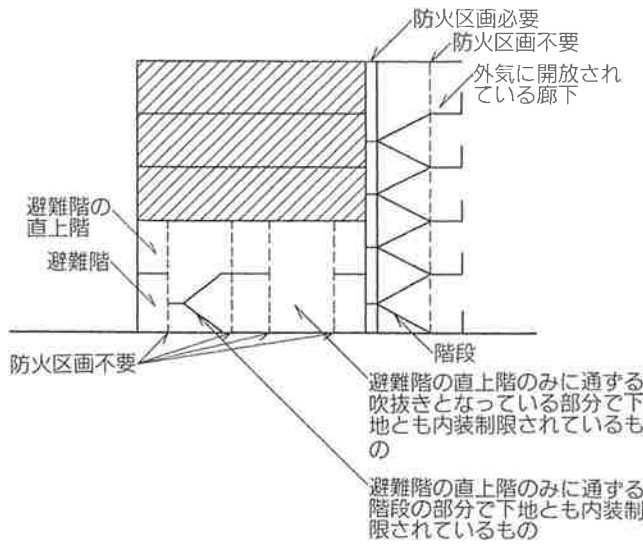 防火区画必要
防火区画不要
外気に開放され
ている廊下
避難階の
直上階
避難階
防火区画不要
階段
避難階の直上階のみに通ずる
吹抜きとなっている部分で下
地とも内装制限されているも
の
避難階の直上階のみに通ずる
階段の部分で下地とも内装制
限されているもの